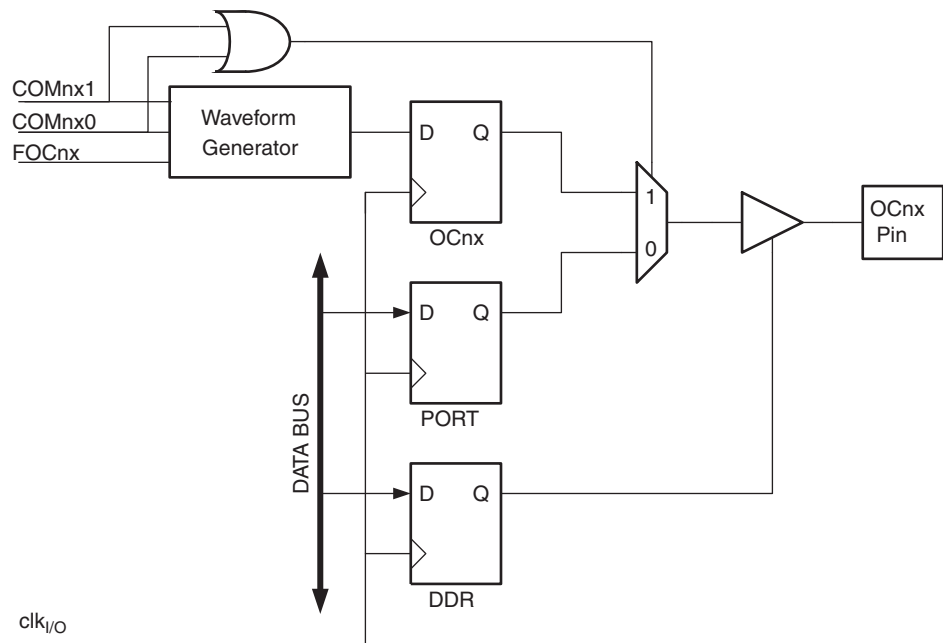 COMnx1
COMnx0
FOCnx
Waveform
Generator
D Q
OCnx
1
0
OCnx
Pin
D Q
PORT
DATA BUS
D Q
DDR
clkI/O